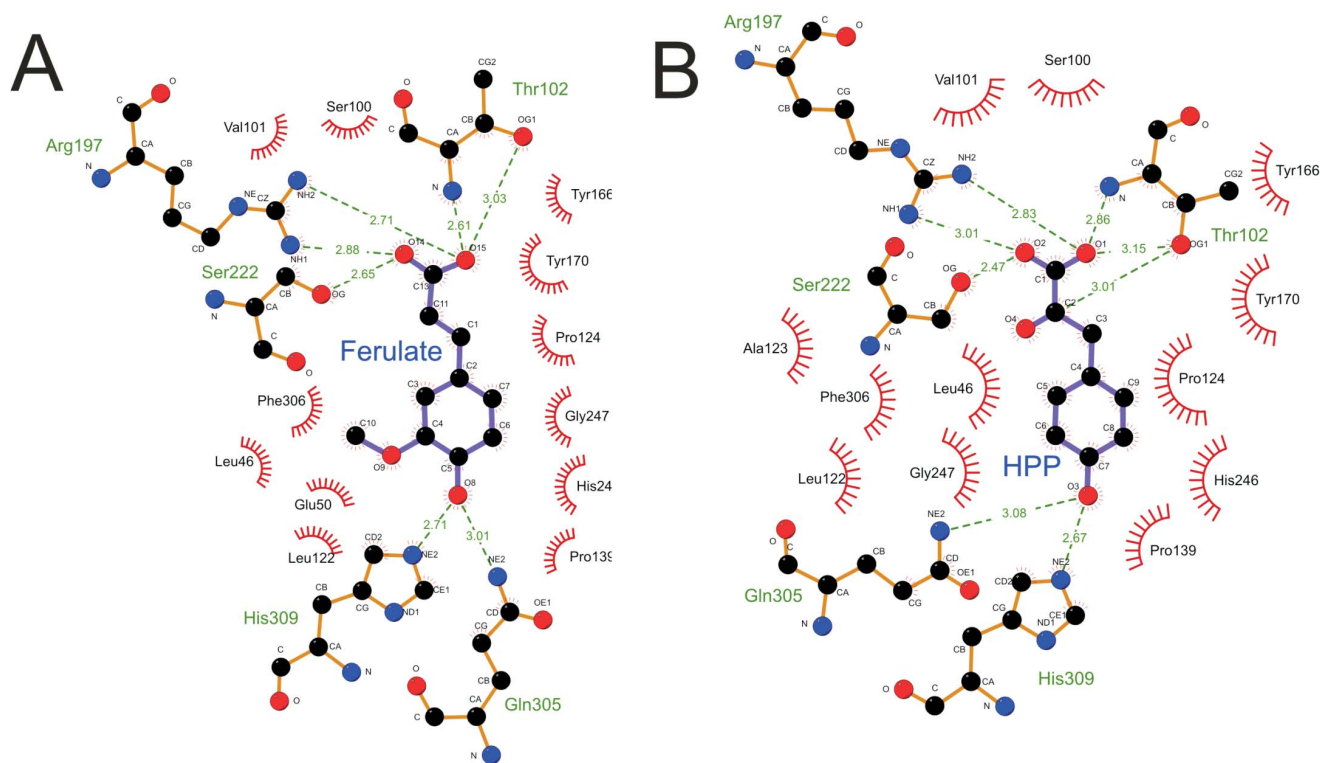 A
Arg197
O
C
CA
N
CB
CG
CD
NE
CZ
NH2
NH1
Val101
Ser100
O
C
CA
N
CB
CG2
OG1
Thr102
3.03
2.61
2.71
2.88
2.65
Tyr166
Ser222
CB
OG
CA
N
C
O
O14
O15
C13
C11
C1
Tyr170
Pro124
Ferulate
C2
C3
C7
C4
C6
C5
C10
O9
O8
Phe306
Gly247
Leu46
Glu50
His24
Leu122
Pro139
2.71
3.01
CD2
NE2
CE1
CG
ND1
CB
CA
C
N
O
His309
NE2
CD
OE1
CG
CB
CA
C
O
N
Gln305
B
Arg197
C
O
CA
N
CB
CG
CD
NE
CZ
NH2
NH1
Val101
Ser100
O
C
CA
N
CB
CG2
OG1
Thr102
Tyr166
2.83
2.86
3.01
3.15
2.47
3.01
Ser222
O
C
OG
CB
CA
N
O2
O1
C1
C2
O4
C3
Tyr170
Ala123
Phe306
Leu46
Pro124
C4
C5
C9
C6
C8
C7
O3
HPP
Leu122
Gly247
His246
Pro139
3.08
2.67
NE2
CD
OE1
CG
CB
CA
C
O
N
Gln305
NE2
CD2
CE1
CG
ND1
CB
CA
C
O
N
His309